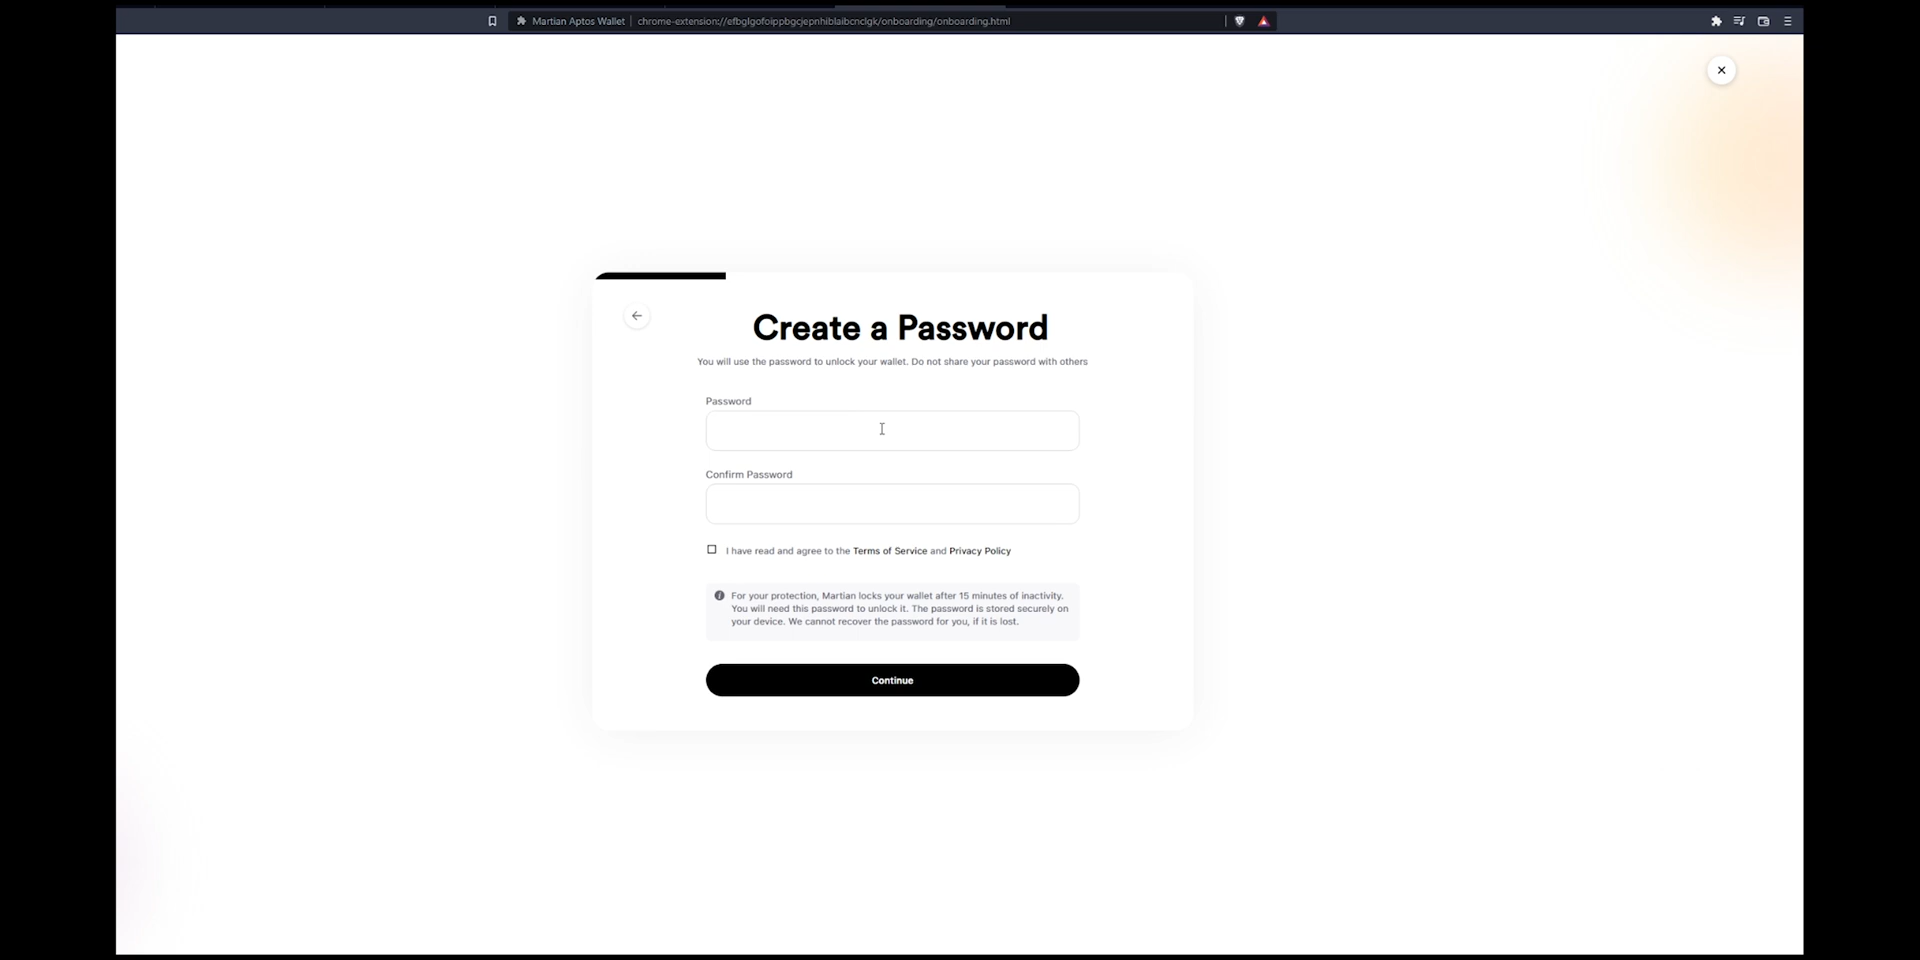 Martian Aptos Wallet chrome-extension://efbglgofoippbgcjepnhiblaibcnclgk/onboarding/onboarding.html
Create a Password
You will use the password to unlock your wallet. Do not share your password with others
Password
Confirm Password
I have read and agree to the Terms of Service and Privacy Policy
For your protection, Martian locks your wallet after 15 minutes of inactivity.
You will need this password to unlock it. The password is stored securely on
your device. We cannot recover the password for you, if it is lost.
Continue